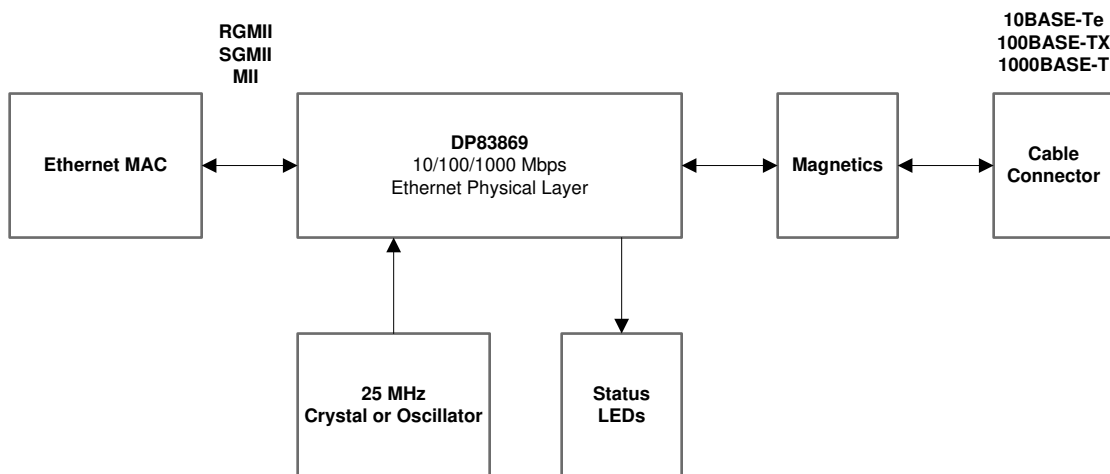 RGMII
SGMII
MII
10BASE-Te
100BASE-TX
1000BASE-T
Ethernet MAC
DP83869
10/100/1000 Mbps
Ethernet Physical Layer
Magnetics
Cable
Connector
25 MHz
Crystal or Oscillator
Status
LEDs